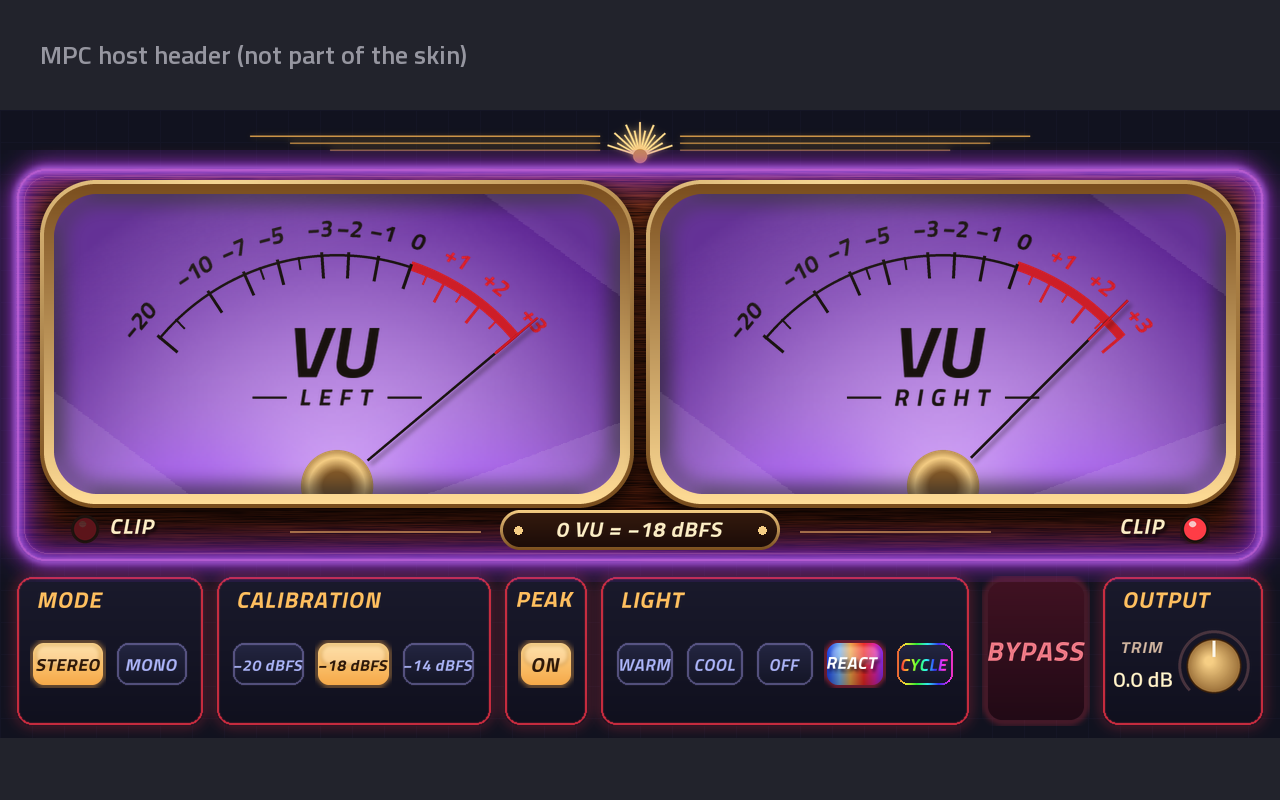 MPC host header (not part of the skin)
−20 −10 −7 −5 −3 −2 −1 0 +1 +2 +3
VU
LEFT
−20 −10 −7 −5 −3 −2 −1 0 +1 +2 +3
VU
RIGHT
CLIP
0 VU = −18 dBFS
CLIP
MODE
STEREO MONO
CALIBRATION
−20 dBFS −18 dBFS −14 dBFS
PEAK
ON
LIGHT
WARM COOL OFF REACT CYCLE
BYPASS
OUTPUT
TRIM
0.0 dB